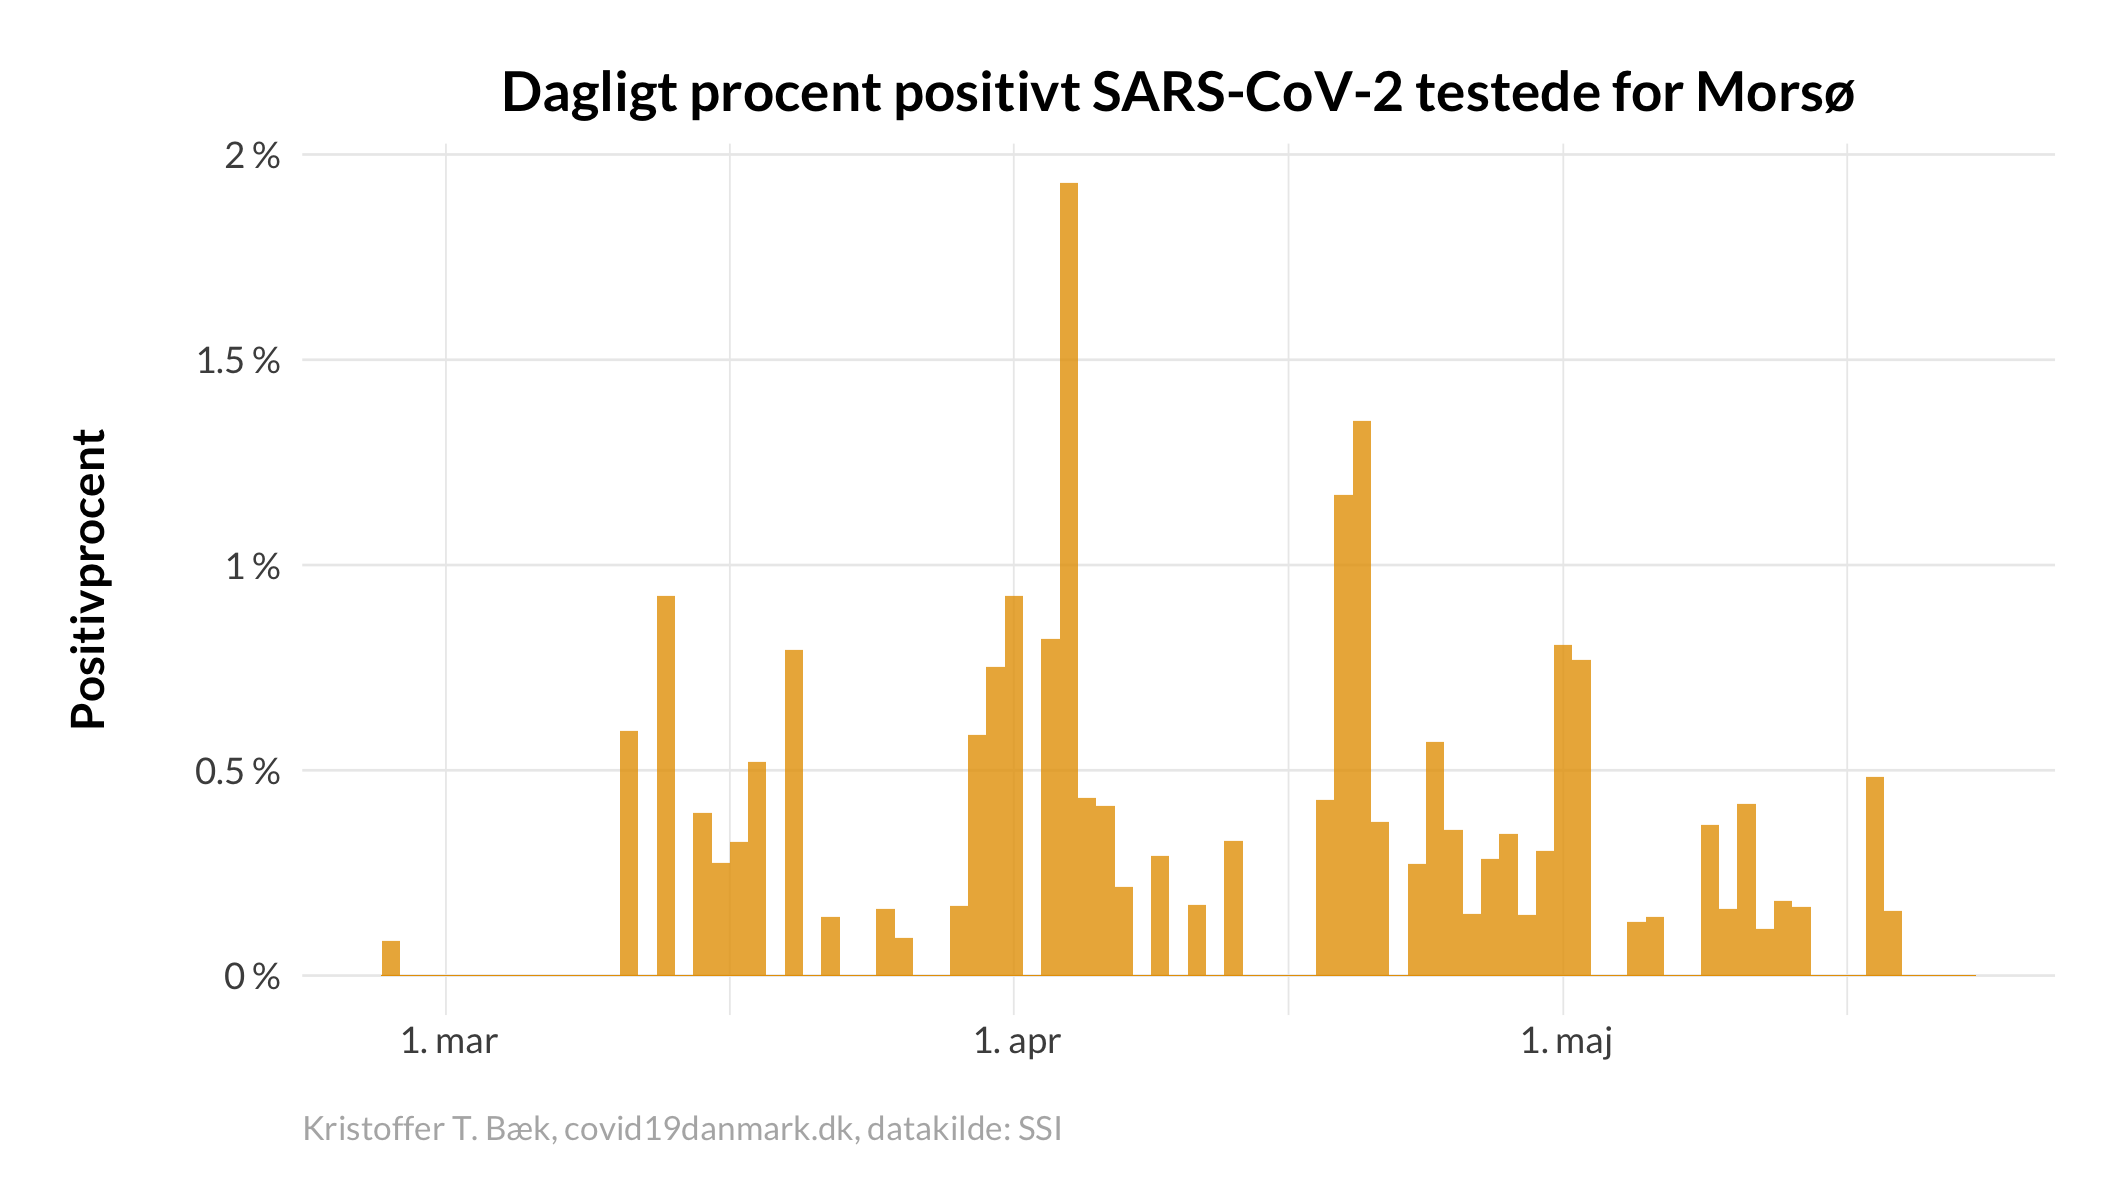 Dagligt procent positivt SARS-CoV-2 testede for Morsø
2 %
1.5 %
1 %
0.5 %
0 %
Positivprocent
1. mar
1. apr
1. maj
Kristoffer T. Bæk, covid19danmark.dk, datakilde: SSI